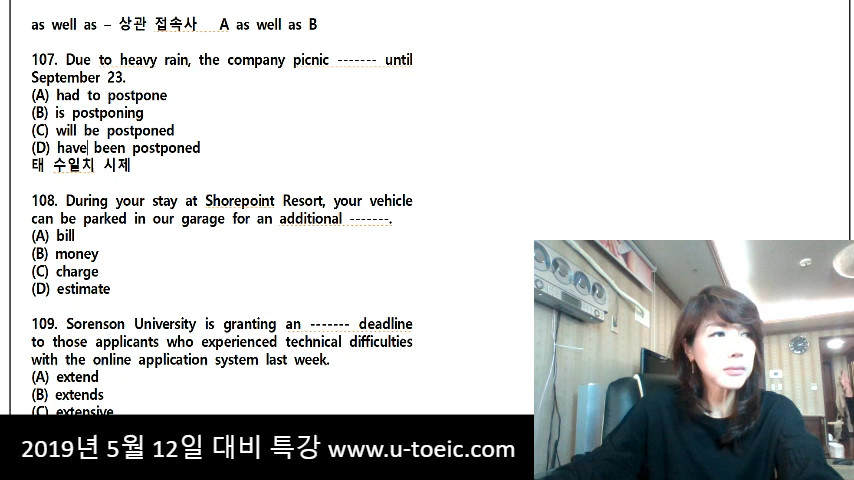 as well as – 상관 접속사 A as well as B
107. Due to heavy rain, the company picnic ------- until
September 23.
(A) had to postpone
(B) is postponing
(C) will be postponed
(D) have been postponed
태 수일치 시제
108. During your stay at Shorepoint Resort, your vehicle
can be parked in our garage for an additional -------.
(A) bill
(B) money
(C) charge
(D) estimate
109. Sorenson University is granting an ------- deadline
to those applicants who experienced technical difficulties
with the online application system last week.
(A) extend
(B) extends
(C) extensive
2019년 5월 12일 대비 특강 www.u-toeic.com